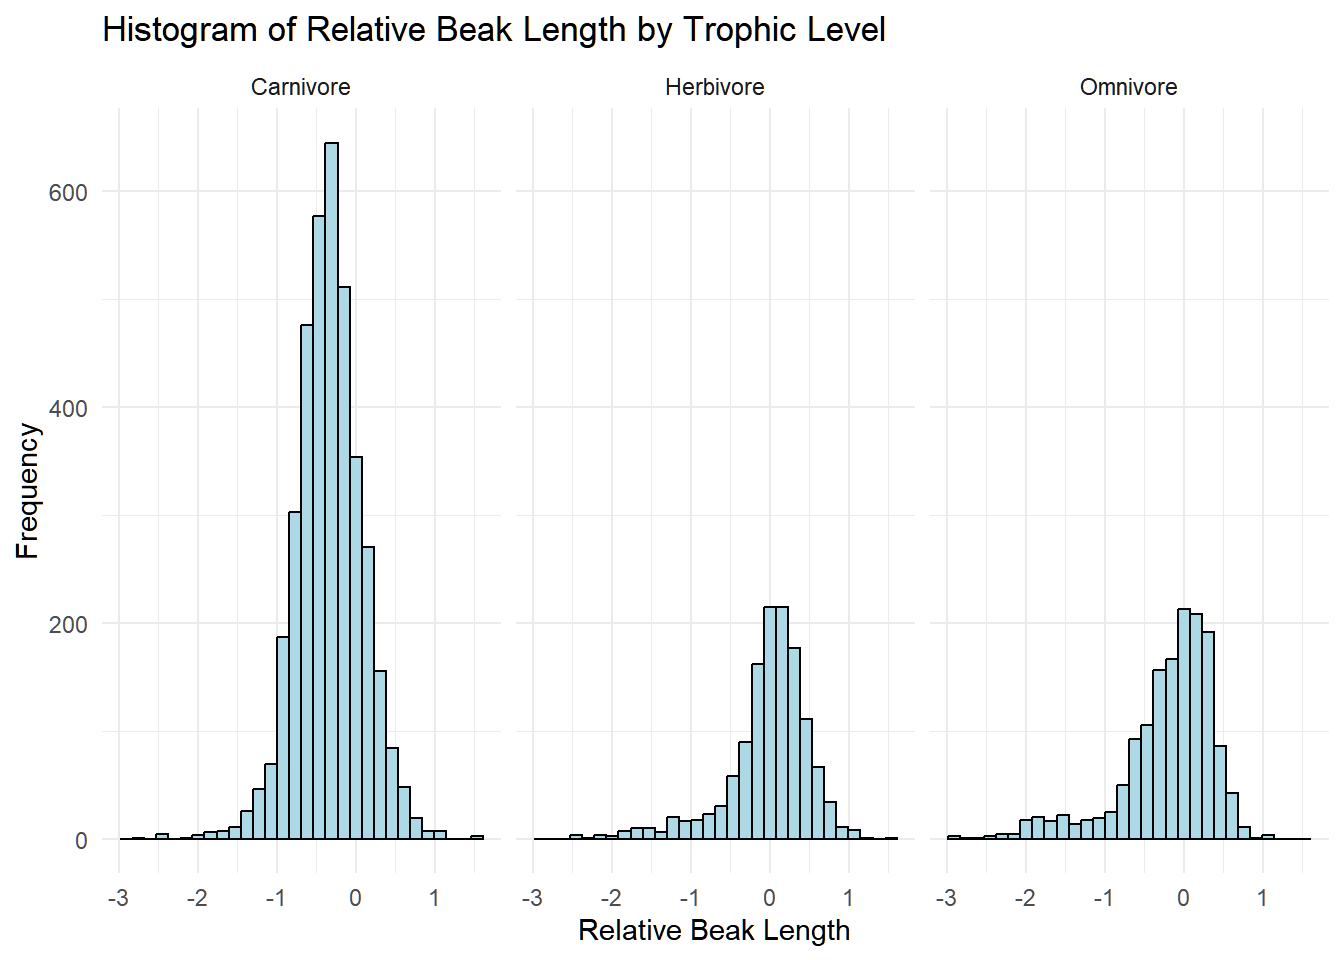 Histogram of Relative Beak Length by Trophic Level
Carnivore Herbivore Omnivore
600
400
200
0
Frequency
-3 -2 -1 0 1 -3 -2 -1 0 1 -3 -2 -1 0 1
Relative Beak Length